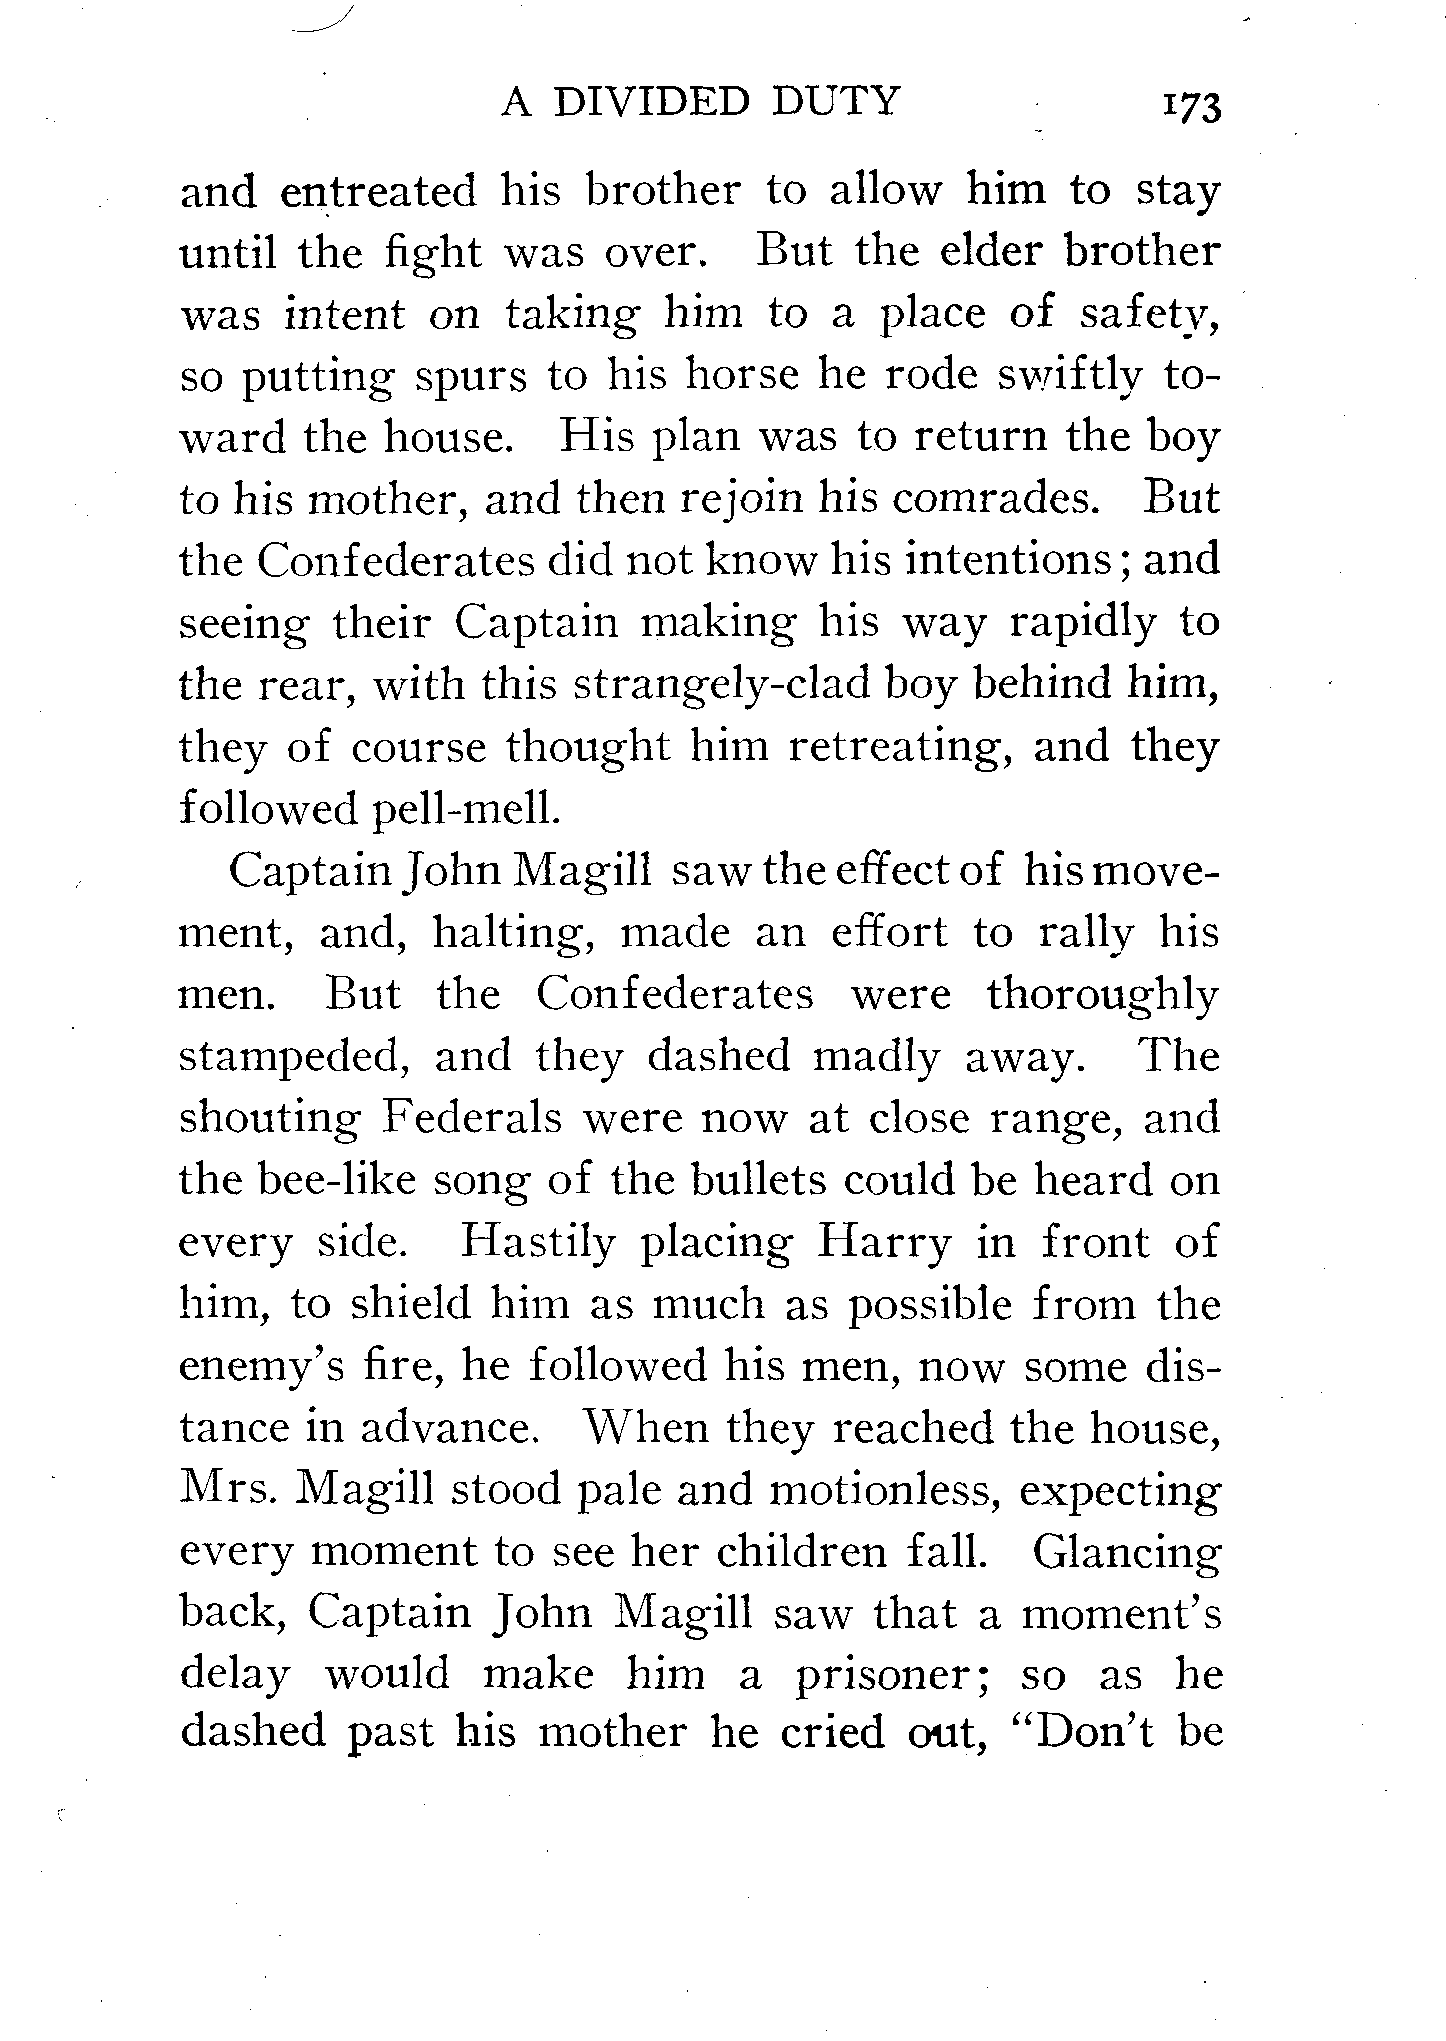 A DIVIDED DUTY 173
and entreated his brother to allow him to stay
until the fight was over. But the elder brother
was intent on taking him to a place of safety,
so putting spurs to his horse he rode swiftly to-
ward the house. His plan was to return the boy
to his mother, and then rejoin his comrades. But
the Confederates did not know his intentions; and
seeing their Captain making his way rapidly to
the rear, with this strangely-clad boy behind him,
they of course thought him retreating, and they
followed pell-mell.
Captain John Magill saw the effect of his move-
ment, and, halting, made an effort to rally his
men. But the Confederates were thoroughly
stampeded, and they dashed madly away. The
shouting Federals were now at close range, and
the bee-like song of the bullets could be heard on
every side. Hastily placing Harry in front of
him, to shield him as much as possible from the
enemy's fire, he followed his men, now some dis-
tance in advance. When they reached the house,
Mrs. Magill stood pale and motionless, expecting
every moment to see her children fall. Glancing
back, Captain John Magill saw that a moment's
delay would make him a prisoner; so as he
dashed past his mother he cried out, "Don't be